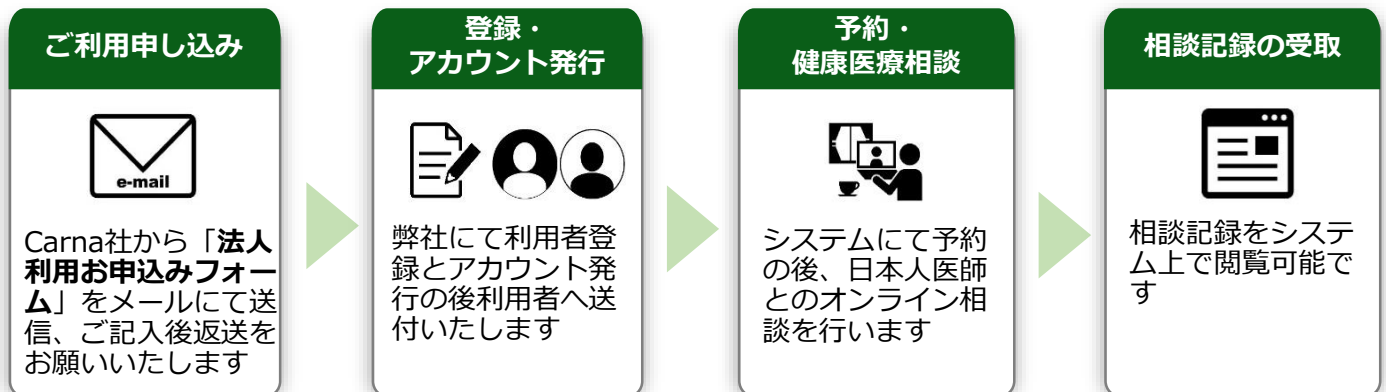 ご利用申し込み
e-mail
Carna社から「法人
利用お申込みフォー
ム」をメールにて送
信、ご記入後返送を
お願いいたします
登録・
アカウント発行
弊社にて利用者登
録とアカウント発
行の後利用者へ送
付いたします
予約・
健康医療相談
システムにて予約
の後、日本人医師
とのオンライン相
談を行います
相談記録の受取
相談記録をシステ
ム上で閲覧可能で
す